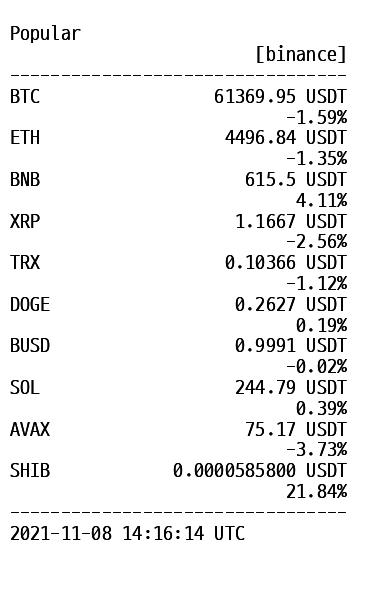 Popular
[binance]
---------------------------------
BTC 61369.95 USDT
-1.59%
ETH 4496.84 USDT
-1.35%
BNB 615.5 USDT
4.11%
XRP 1.1667 USDT
-2.56%
TRX 0.10366 USDT
-1.12%
DOGE 0.2627 USDT
0.19%
BUSD 0.9991 USDT
-0.02%
SOL 244.79 USDT
0.39%
AVAX 75.17 USDT
-3.73%
SHIB 0.0000585800 USDT
21.84%
---------------------------------
2021-11-08 14:16:14 UTC